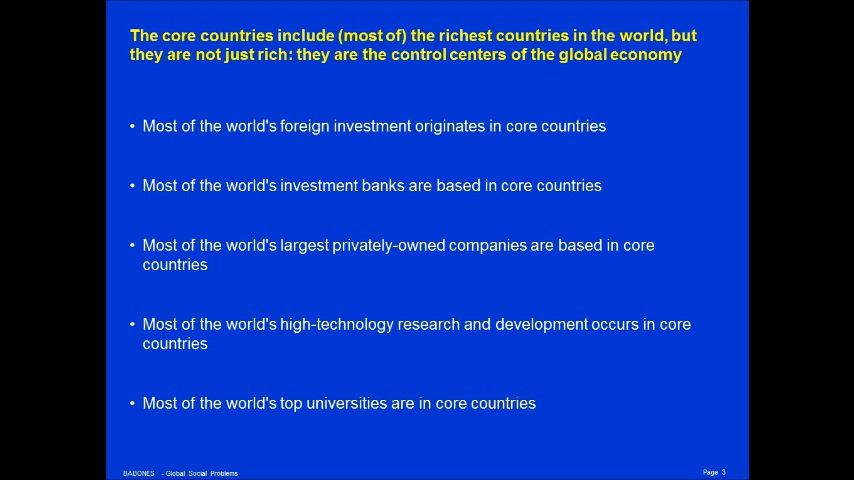 The core countries include (most of) the richest countries in the world, but
they are not just rich: they are the control centers of the global economy
• Most of the world's foreign investment originates in core countries
• Most of the world's investment banks are based in core countries
• Most of the world's largest privately-owned companies are based in core
countries
• Most of the world's high-technology research and development occurs in core
countries
• Most of the world's top universities are in core countries
BABONES - Global Social Problems
Page 3